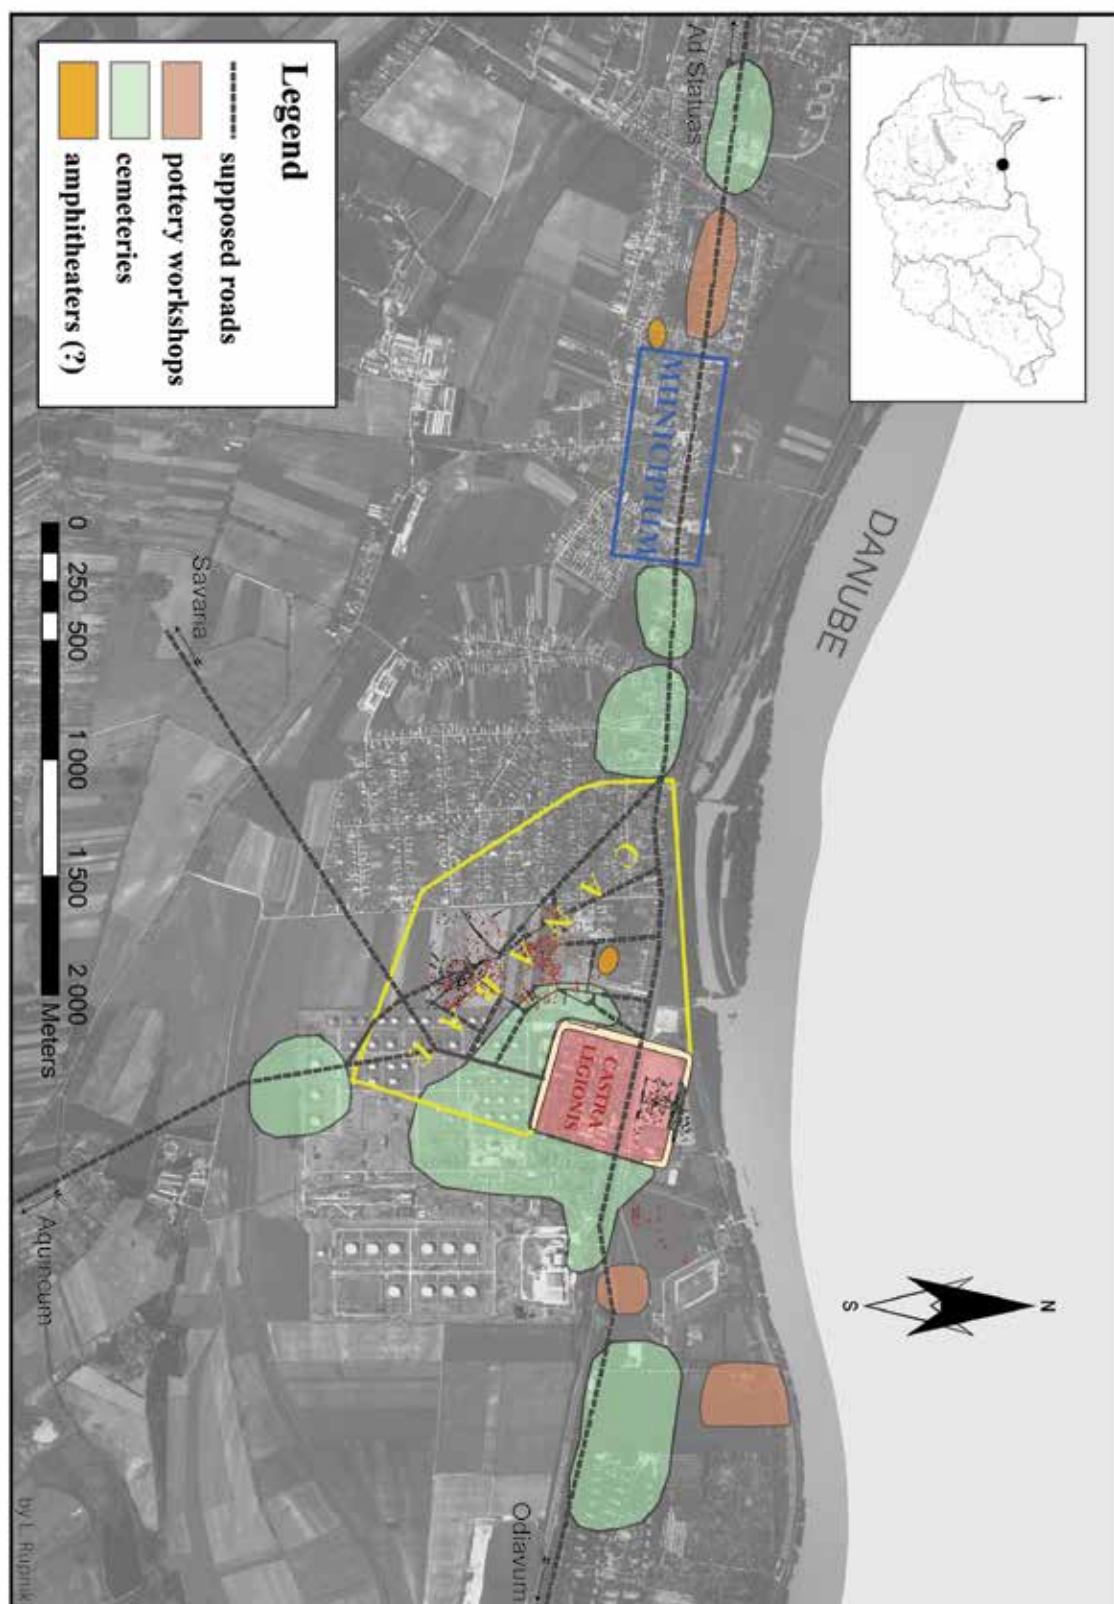 Legend
supposed roads
pottery workshops
cemeteries
amphitheaters (?)
Ad Statuas
DANUBE
MUNICIPIUM
CANABAE
CASTRA
LEGIONIS
N
S
Savaria
Aquincum
Odiavum
0 250 500 1 000 1 500 2 000
Meters
by L. Rupnik